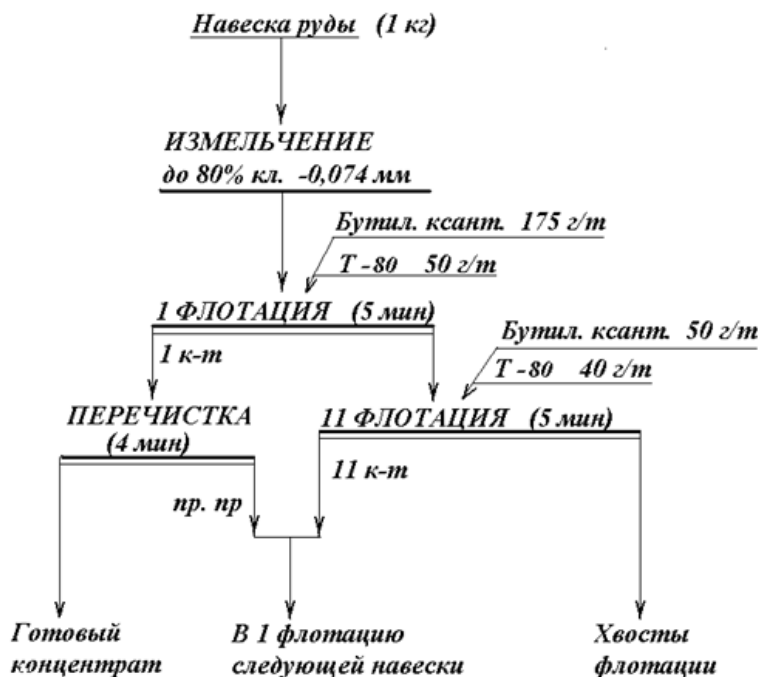 Навеска руды (1 кг)
ИЗМЕЛЬЧЕНИЕ
до 80% кл. -0,074 мм
Бутил. ксант. 175 г/т
Т-80 50 г/т
1 ФЛОТАЦИЯ (5 мин)
Бутил. ксант. 50 г/т
Т-80 40 г/т
1 к-т
ПЕРЕЧИСТКА
(4 мин)
11 ФЛОТАЦИЯ (5 мин)
11 к-т
пр. пр
Готовый
концентрат
В 1 флотацию
следующей навески
Хвосты
флотации